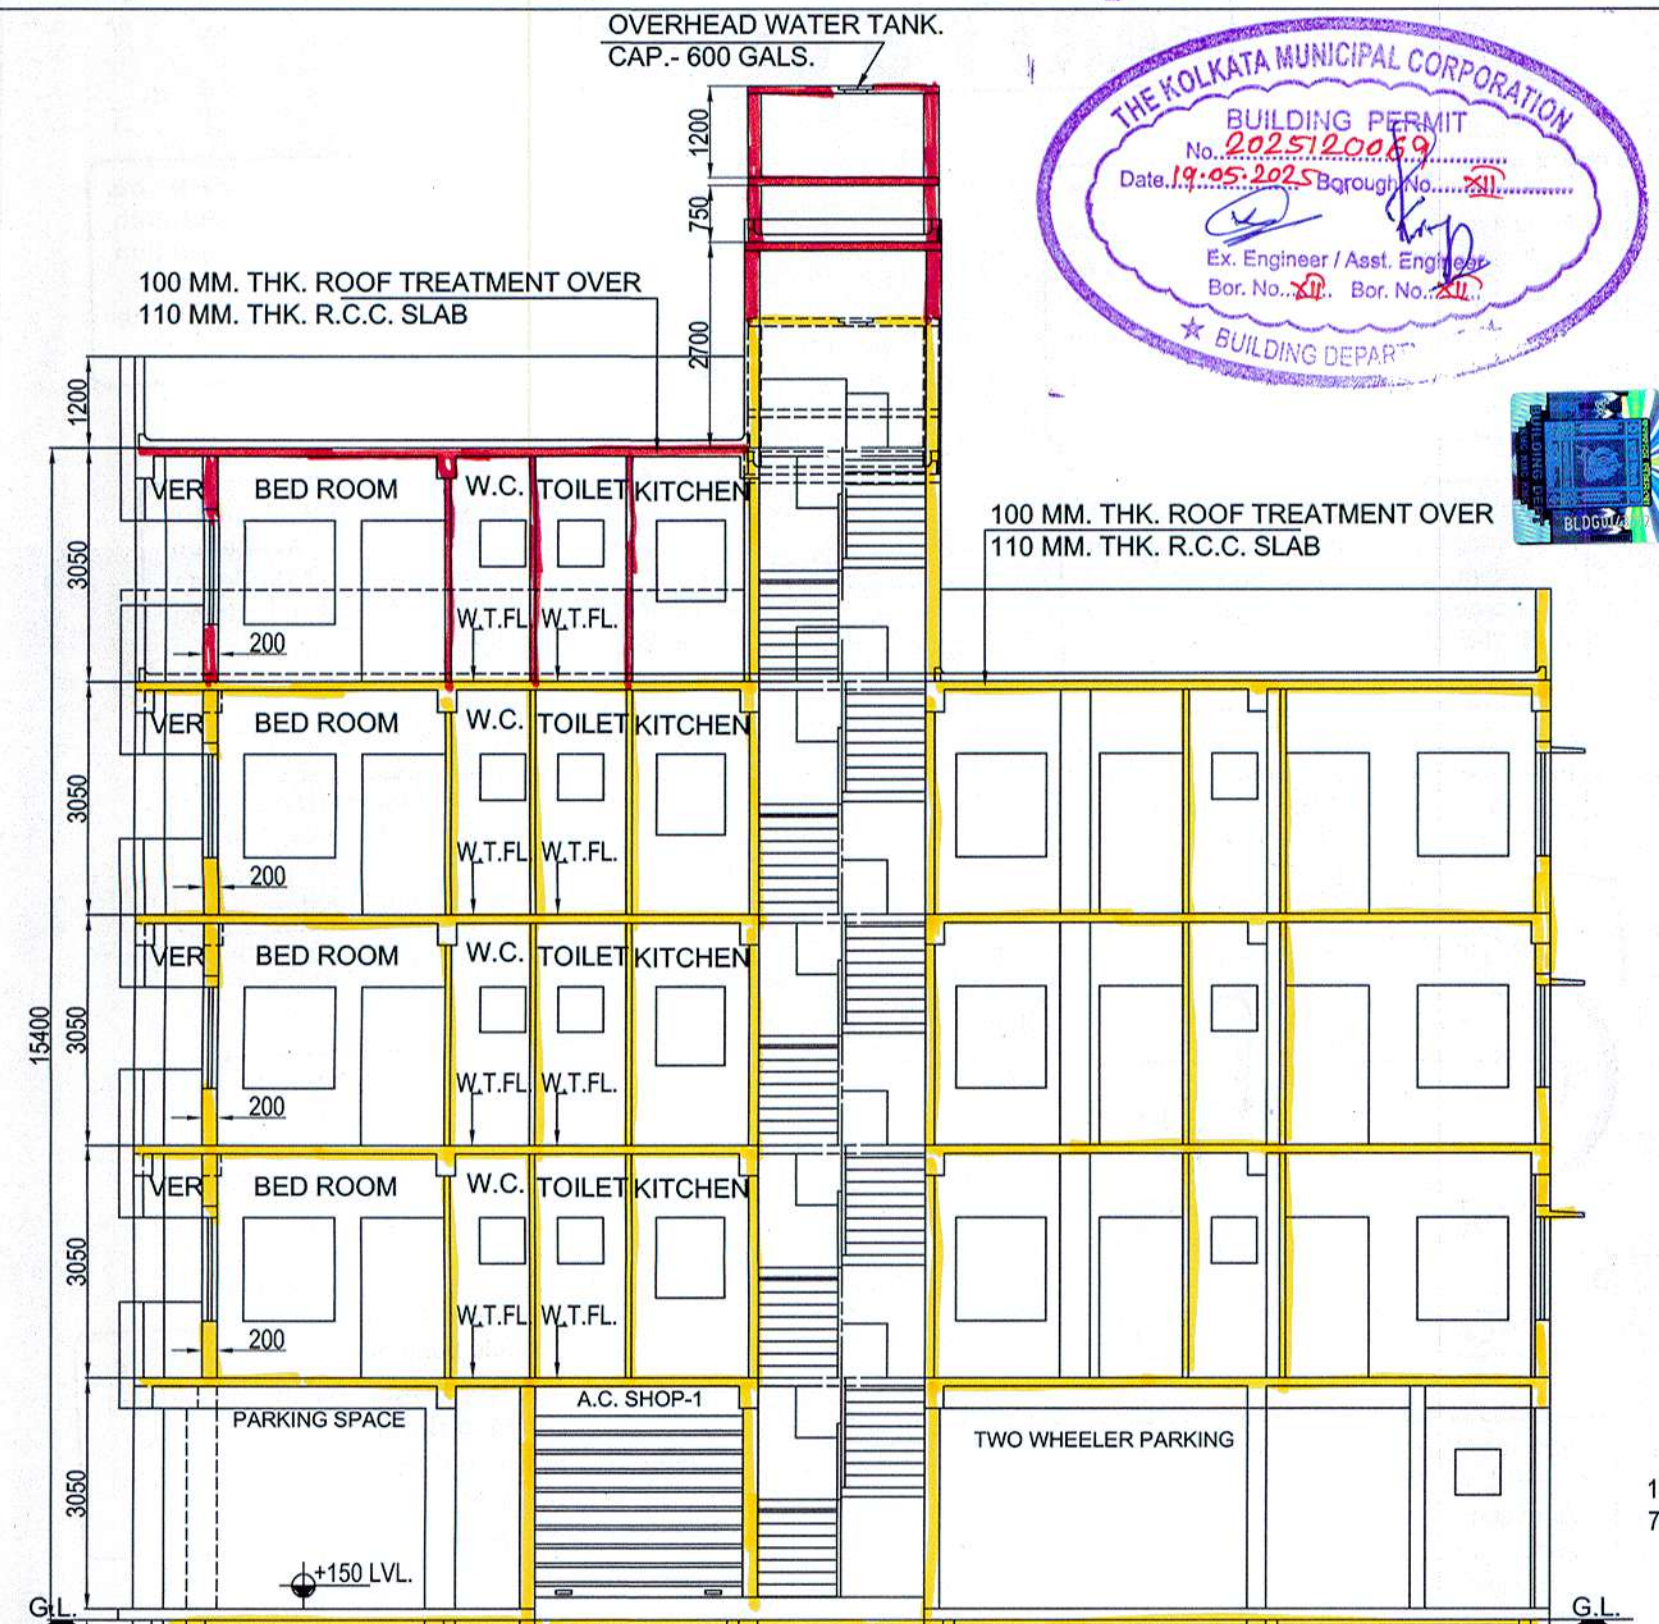 OVERHEAD WATER TANK.
CAP.- 600 GALS.
THE KOLKATA MUNICIPAL CORPORATION
BUILDING PERMIT
No. 2025120069
Date. 19.05.2025 Borough No. XII
Ex. Engineer / Asst. Engineer
Bor. No. XII Bor. No. XII
BUILDING DEPART
1200
750
2700
100 MM. THK. ROOF TREATMENT OVER
110 MM. THK. R.C.C. SLAB
1200
BUILDING DE
100 MM. THK. ROOF TREATMENT OVER
110 MM. THK. R.C.C. SLAB
15400
3050
VER BED ROOM W.C. TOILET KITCHEN
W.T.FL. W.T.FL.
200
3050
VER BED ROOM W.C. TOILET KITCHEN
W.T.FL. W.T.FL.
200
3050
VER BED ROOM W.C. TOILET KITCHEN
W.T.FL. W.T.FL.
200
3050
VER BED ROOM W.C. TOILET KITCHEN
W.T.FL. W.T.FL.
200
3050
PARKING SPACE
A.C. SHOP-1
TWO WHEELER PARKING
+150 LVL.
1
7
G.L.
G.L.